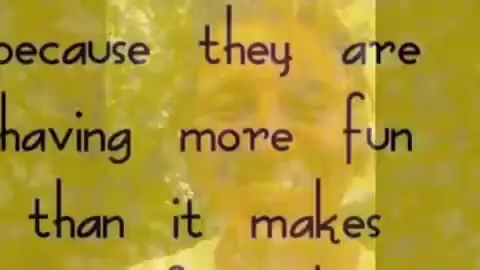 because they are
having more fun
than it makes